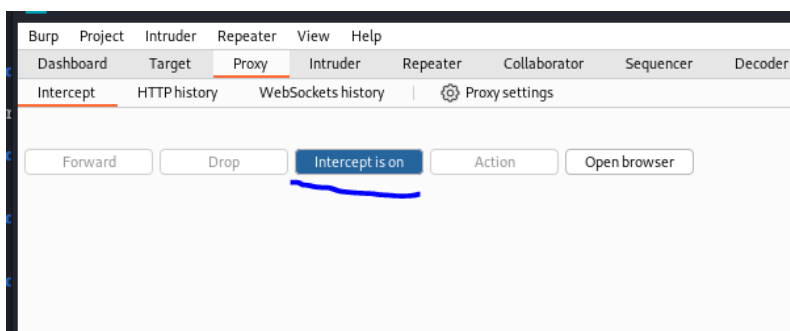 Burp Project Intruder Repeater View Help
Dashboard Target Proxy Intruder Repeater Collaborator Sequencer Decoder
Intercept HTTP history WebSockets history Proxy settings
Forward Drop Intercept is on Action Open browser